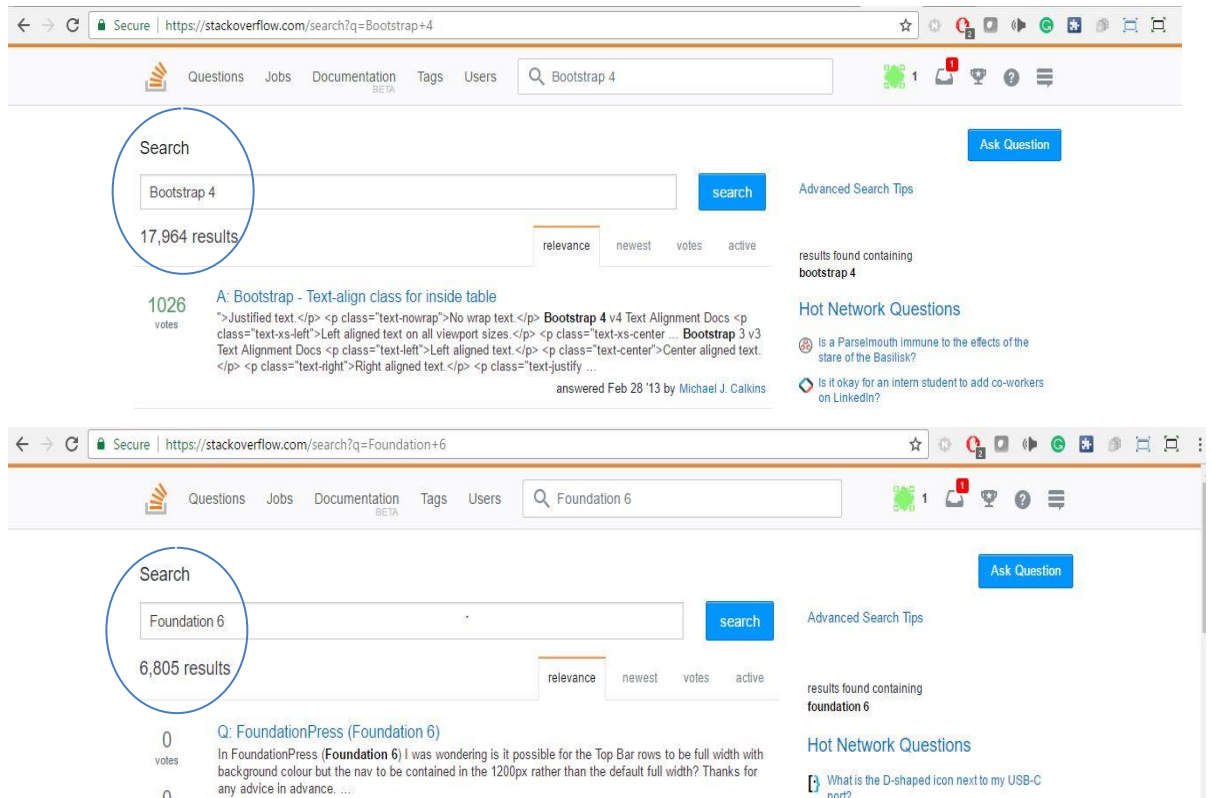 Secure | https://stackoverflow.com/search?q=Bootstrap+4
2
Questions Jobs Documentation BETA Tags Users Bootstrap 4 1 1 ?
Search
Ask Question
Bootstrap 4 search
Advanced Search Tips
17,964 results
relevance newest votes active
results found containing
bootstrap 4
1026
votes
A: Bootstrap - Text-align class for inside table
">Justified text.</p> <p class="text-nowrap">No wrap text.</p> Bootstrap 4 v4 Text Alignment Docs <p
class="text-xs-left">Left aligned text on all viewport sizes.</p> <p class="text-xs-center ... Bootstrap 3 v3
Text Alignment Docs <p class="text-left">Left aligned text.</p> <p class="text-center">Center aligned text.
</p> <p class="text-right">Right aligned text.</p> <p class="text-justify ...
answered Feb 28 '13 by Michael J. Calkins
Hot Network Questions
Is a Parselmouth immune to the effects of the
stare of the Basilisk?
Is it okay for an intern student to add co-workers
on LinkedIn?
Secure | https://stackoverflow.com/search?q=Foundation+6
2
Questions Jobs Documentation BETA Tags Users Foundation 6 1 1 ?
Search
Ask Question
Foundation 6 search
Advanced Search Tips
6,805 results
relevance newest votes active
results found containing
foundation 6
0
votes
Q: FoundationPress (Foundation 6)
In FoundationPress (Foundation 6) I was wondering is it possible for the Top Bar rows to be full width with
background colour but the nav to be contained in the 1200px rather than the default full width? Thanks for
any advice in advance. ...
0
Hot Network Questions
What is the D-shaped icon next to my USB-C
port?